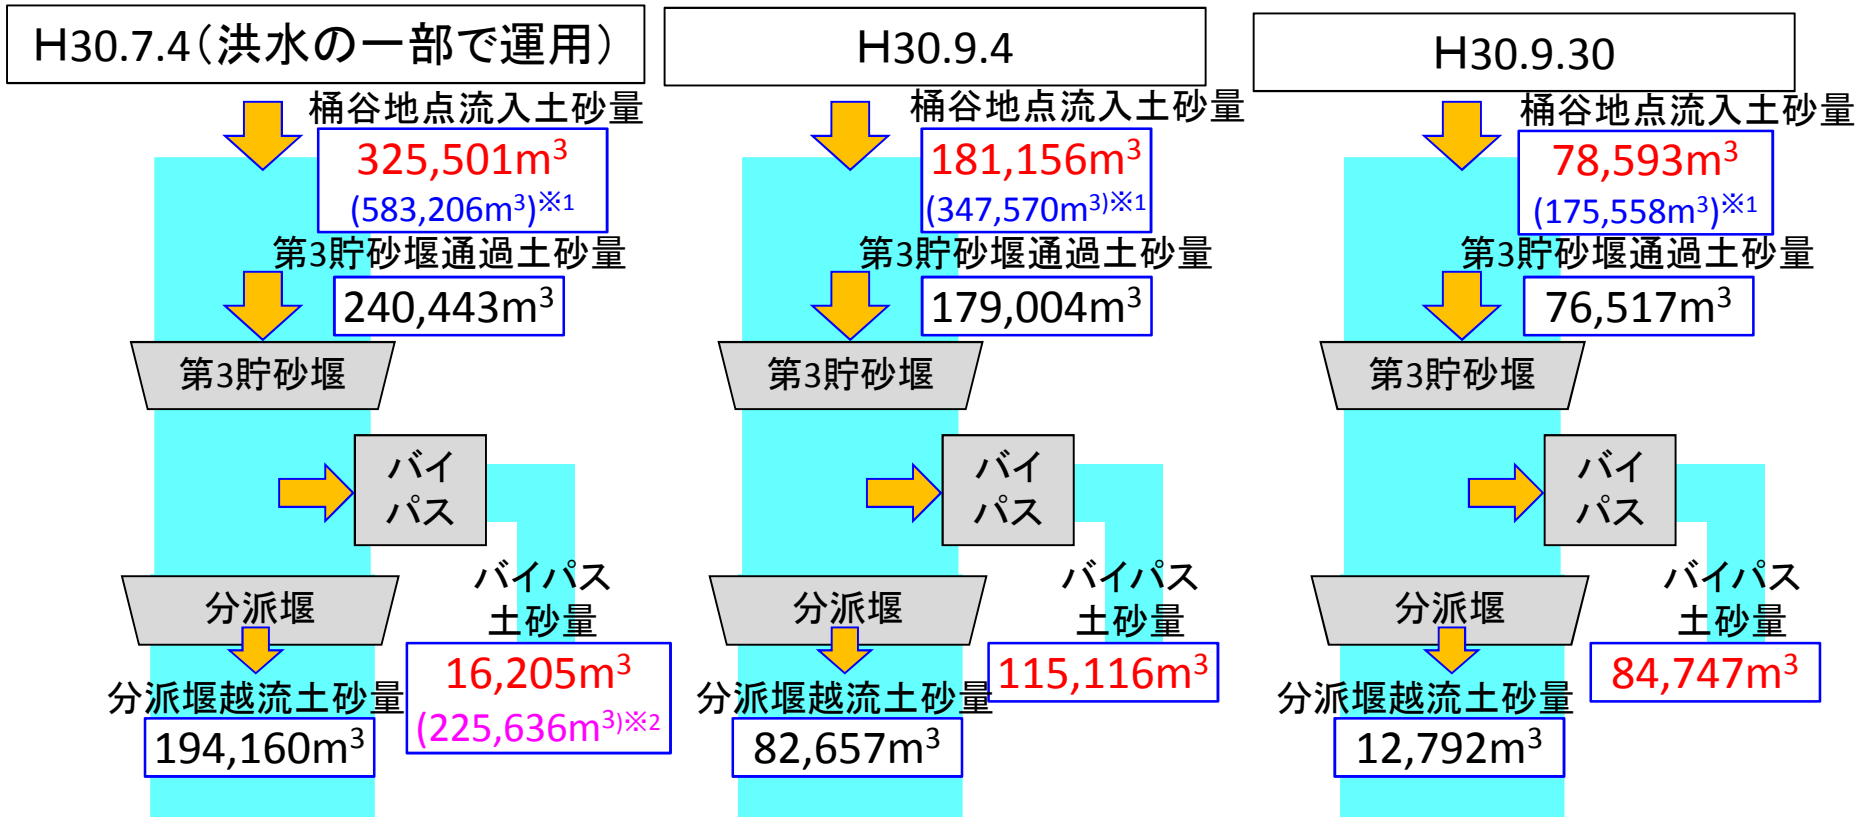 H30.7.4(洪水の一部で運用)
桶谷地点流入土砂量
325,501m³
(583,206m³)※1
第3貯砂堰通過土砂量
240,443m³
第3貯砂堰
バイ
パス
分派堰
バイパス
土砂量
16,205m³
(225,636m³)※2
分派堰越流土砂量
194,160m³
H30.9.4
桶谷地点流入土砂量
181,156m³
(347,570m³)※1
第3貯砂堰通過土砂量
179,004m³
第3貯砂堰
バイ
パス
分派堰
バイパス
土砂量
115,116m³
分派堰越流土砂量
82,657m³
H30.9.30
桶谷地点流入土砂量
78,593m³
(175,558m³)※1
第3貯砂堰通過土砂量
76,517m³
第3貯砂堰
バイ
パス
分派堰
バイパス
土砂量
84,747m³
分派堰越流土砂量
12,792m³